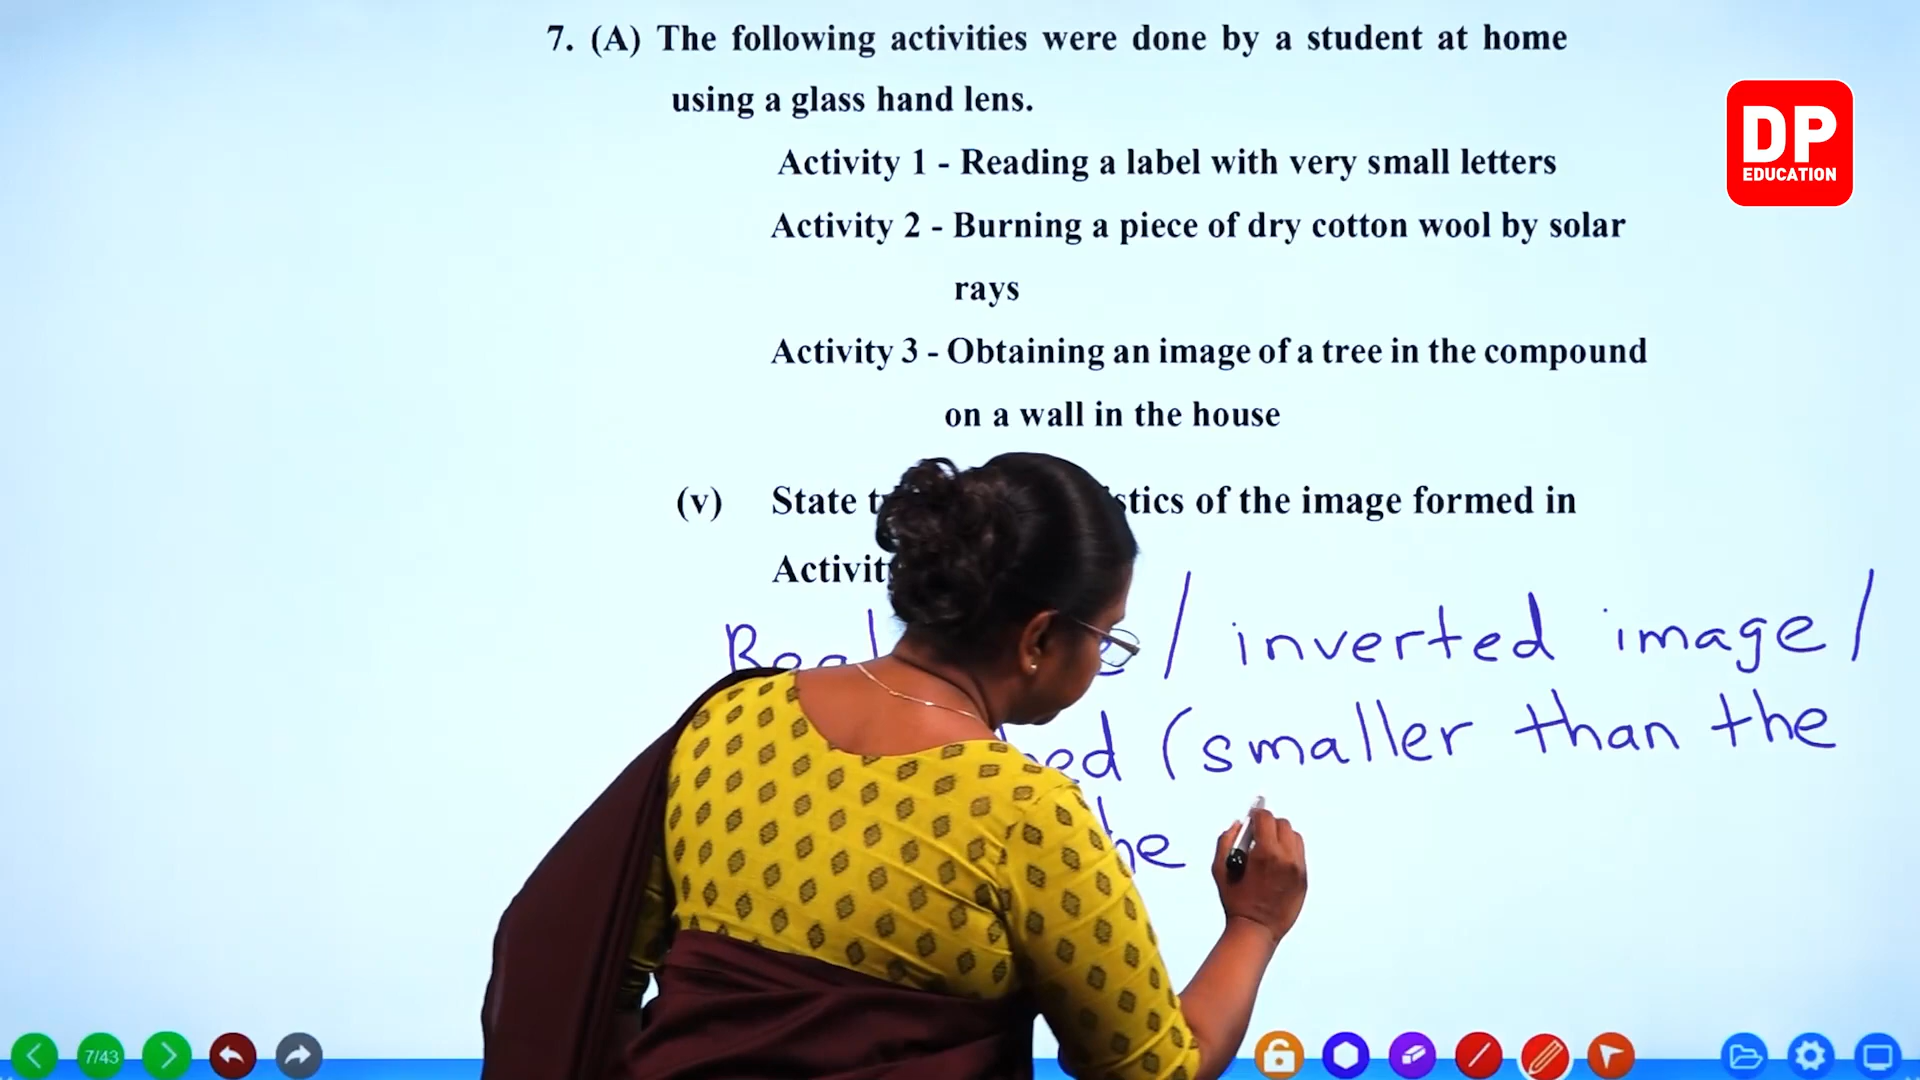 7. (A) The following activities were done by a student at home
using a glass hand lens.
DP
EDUCATION
Activity 1 - Reading a label with very small letters
Activity 2 - Burning a piece of dry cotton wool by solar
rays
Activity 3 - Obtaining an image of a tree in the compound
on a wall in the house
(v) State of the image formed in
/ inverted image /
(smaller than the
7/43